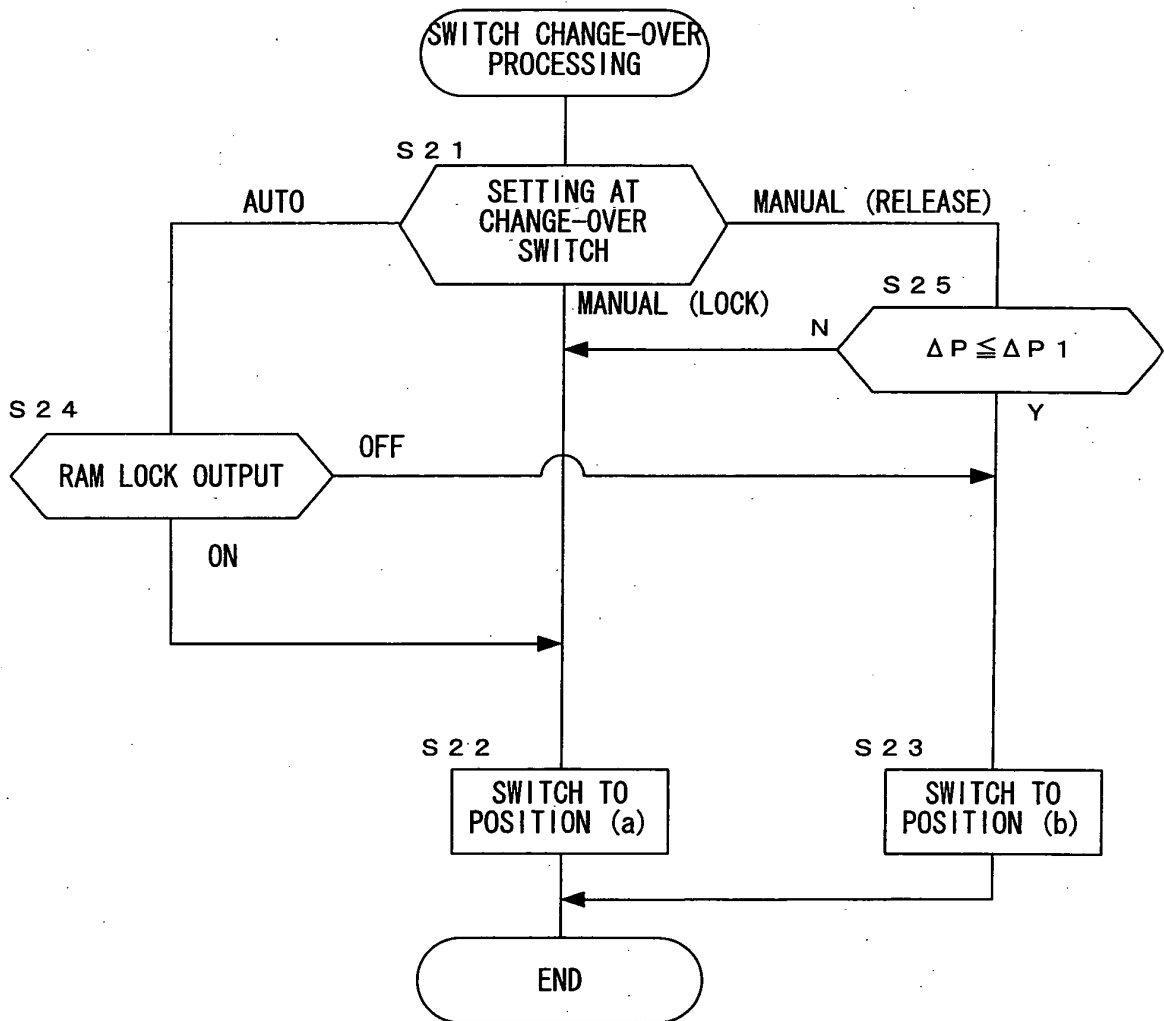 SWITCH CHANGE-OVER
PROCESSING
S21
SETTING AT
CHANGE-OVER
SWITCH
AUTO
MANUAL (RELEASE)
MANUAL (LOCK)
S25
ΔP≦ΔP1
N
Y
S24
RAM LOCK OUTPUT
OFF
ON
S22
SWITCH TO
POSITION (a)
S23
SWITCH TO
POSITION (b)
END